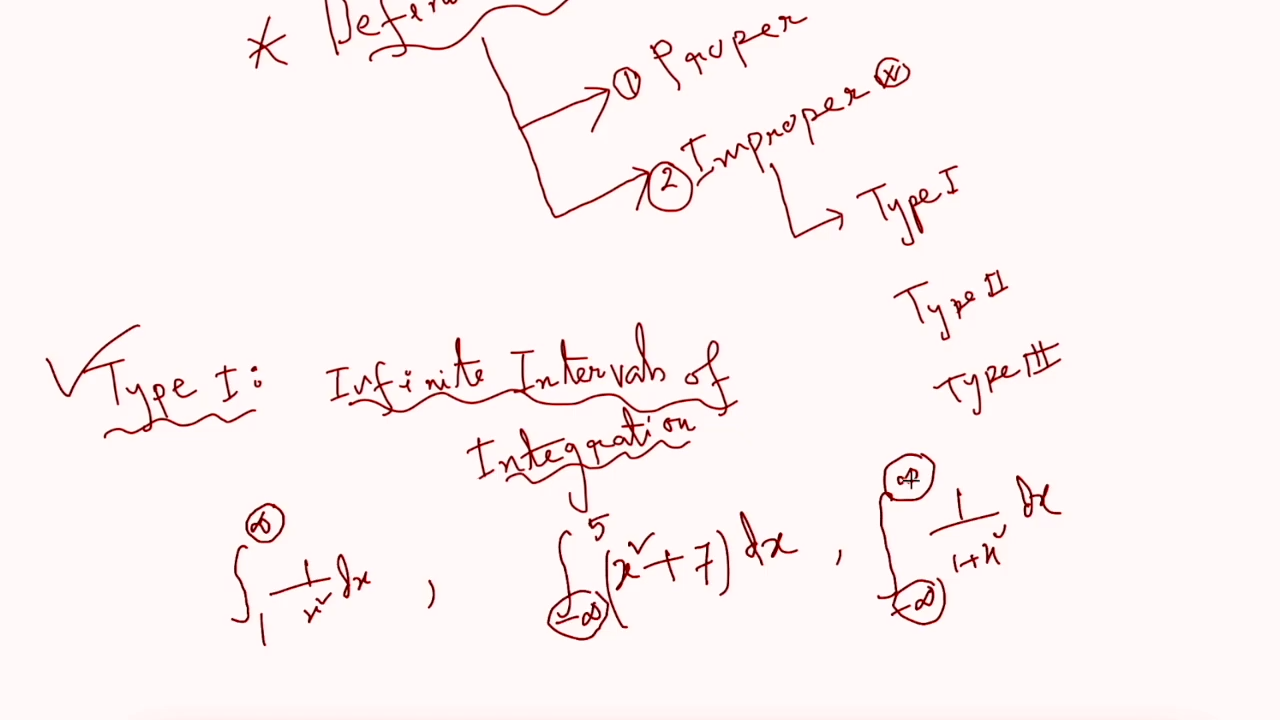 * Defin
① Proper
② Improper
Type I
Type II
Type III
Type I: Infinite Intervals of
Integration
∫₁^∞ 1/x² dx , ∫₋∞^5 (x² + 7) dx , ∫₋∞^∞ 1/(1+x²) dx